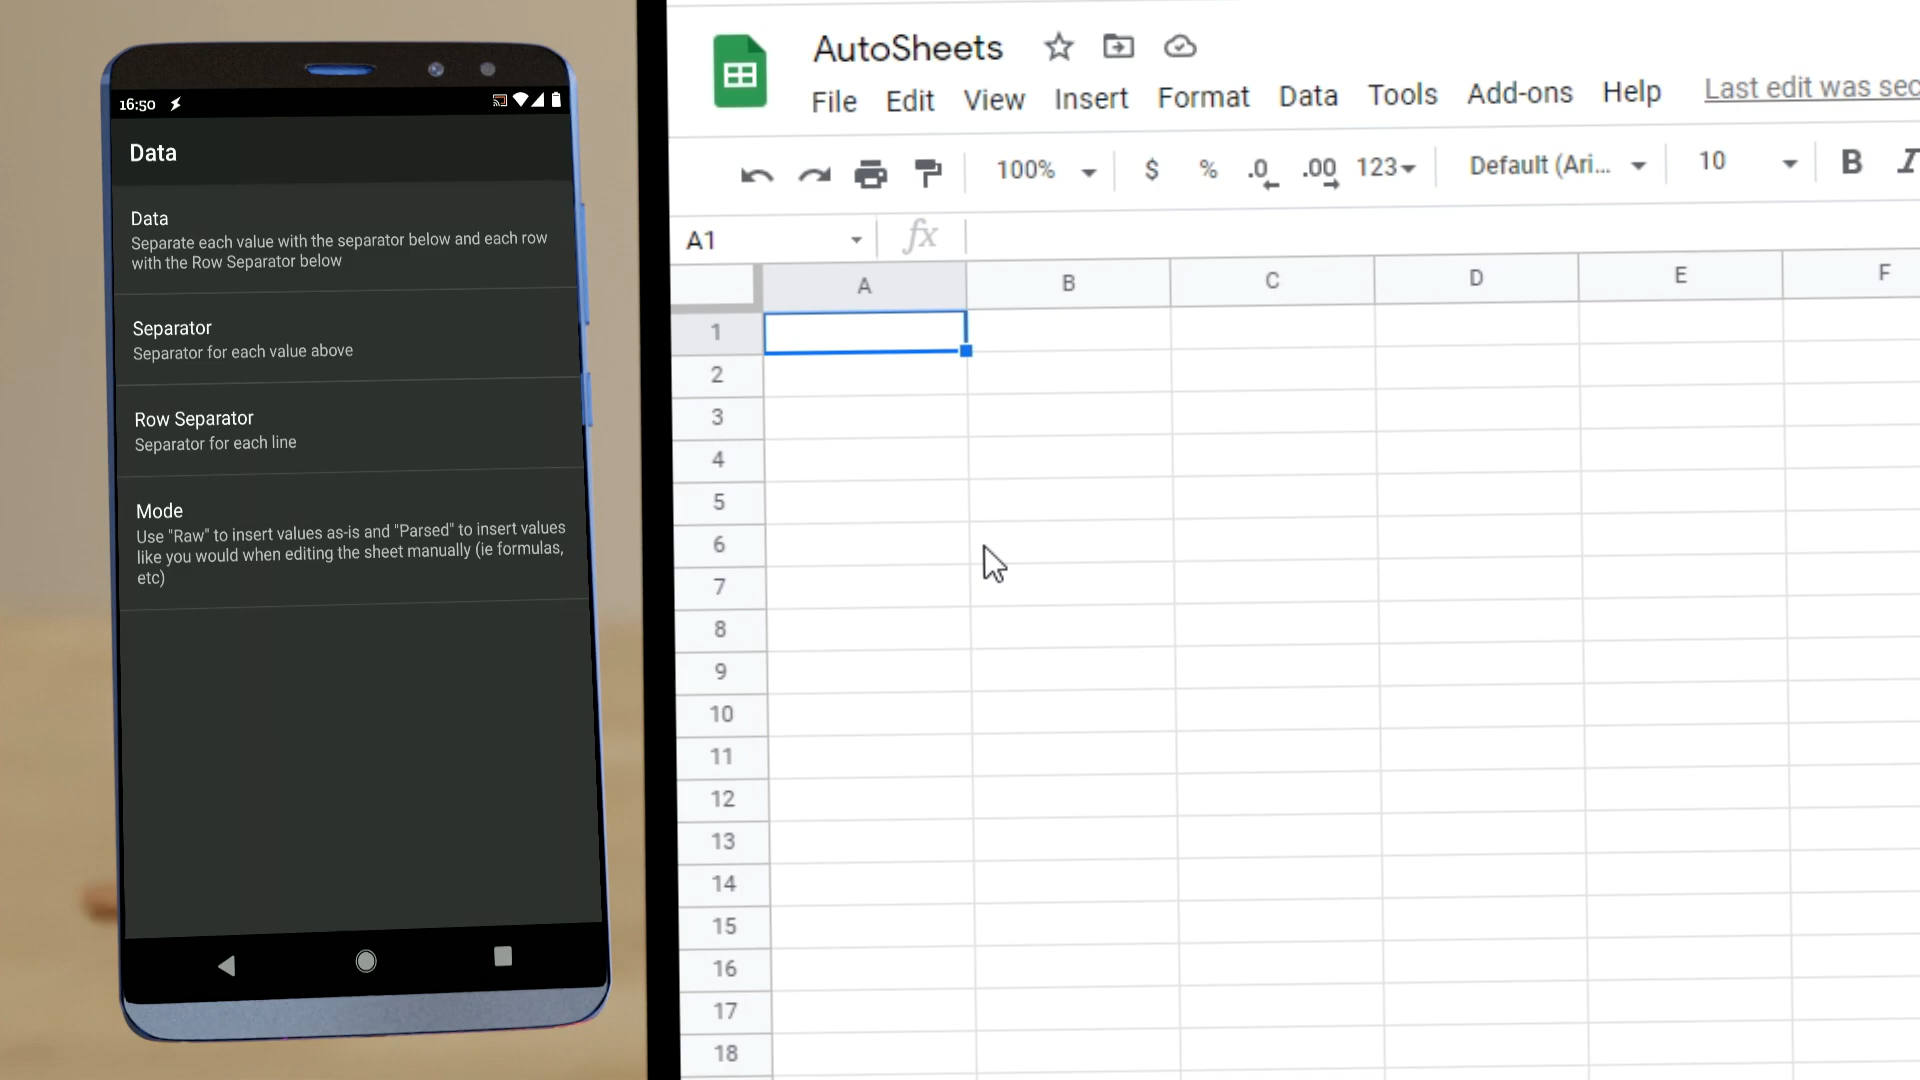 16:50
Data
Data
Separate each value with the separator below and each row
with the Row Separator below
Separator
Separator for each value above
Row Separator
Separator for each line
Mode
Use "Raw" to insert values as-is and "Parsed" to insert values
like you would when editing the sheet manually (ie formulas,
etc)
AutoSheets
File Edit View Insert Format Data Tools Add-ons Help Last edit was sec
100% $ % .0 .00 123 Default (Ari... 10 B I
A1 fx
A B C D E F
1
2
3
4
5
6
7
8
9
10
11
12
13
14
15
16
17
18